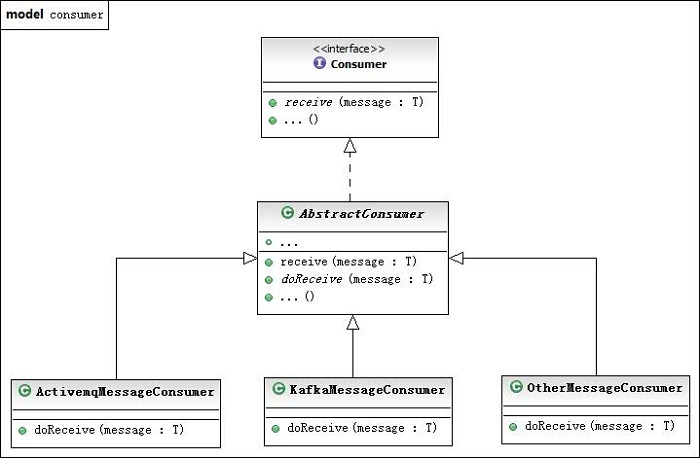 model consumer
<<interface>>
I Consumer
receive (message : T)
... ()
C AbstractConsumer
...
receive (message : T)
doReceive (message : T)
... ()
C ActivemqMessageConsumer
doReceive (message : T)
C KafkaMessageConsumer
doReceive (message : T)
C OtherMessageConsumer
doReceive (message : T)